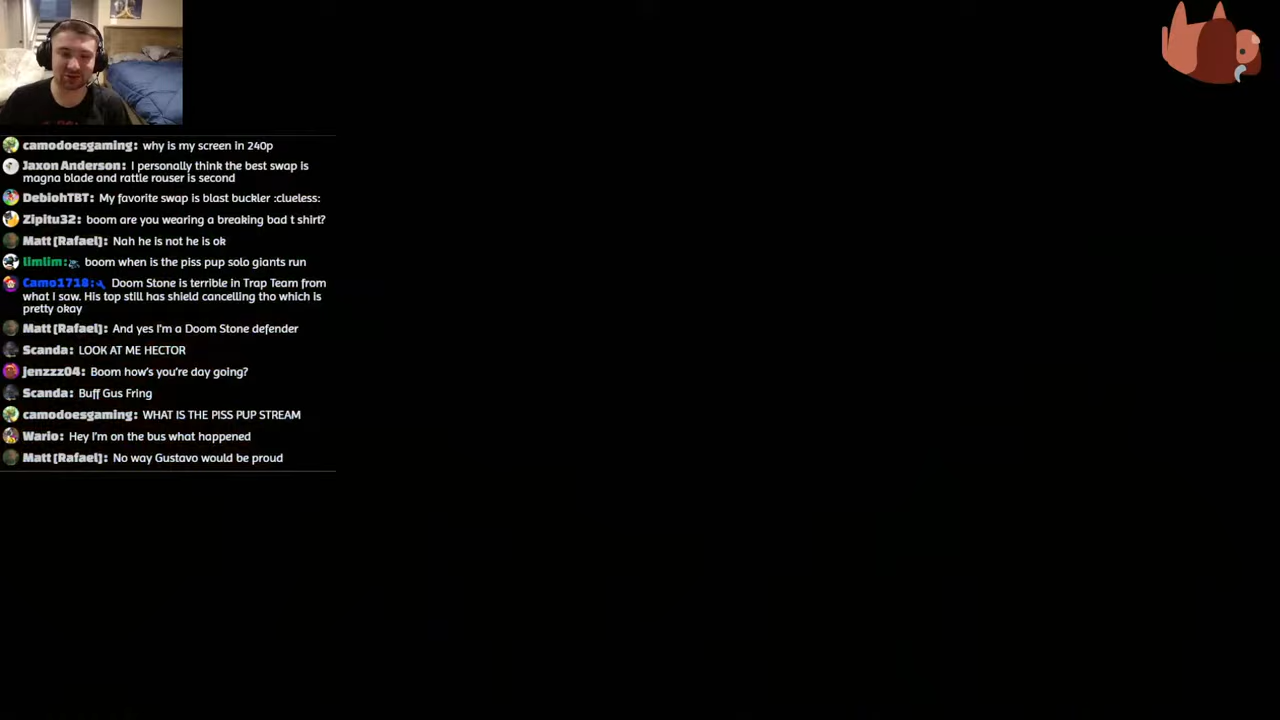 camodoesgaming: why is my screen in 240p
Jaxon Anderson: I personally think the best swap is
magna blade and rattle rouser is second
DebiohTBT: My favorite swap is blast buckler :clueless:
Zipitu32: boom are you wearing a breaking bad t shirt?
Matt [Rafael]: Nah he is not he is ok
limlim: boom when is the piss pup solo giants run
Camo1718: Doom Stone is terrible in Trap Team from
what I saw. His top still has shield cancelling tho which is
pretty okay
Matt [Rafael]: And yes I'm a Doom Stone defender
Scanda: LOOK AT ME HECTOR
jenzzz04: Boom how's you're day going?
Scanda: Buff Gus Fring
camodoesgaming: WHAT IS THE PISS PUP STREAM
Wario: Hey I'm on the bus what happened
Matt [Rafael]: No way Gustavo would be proud